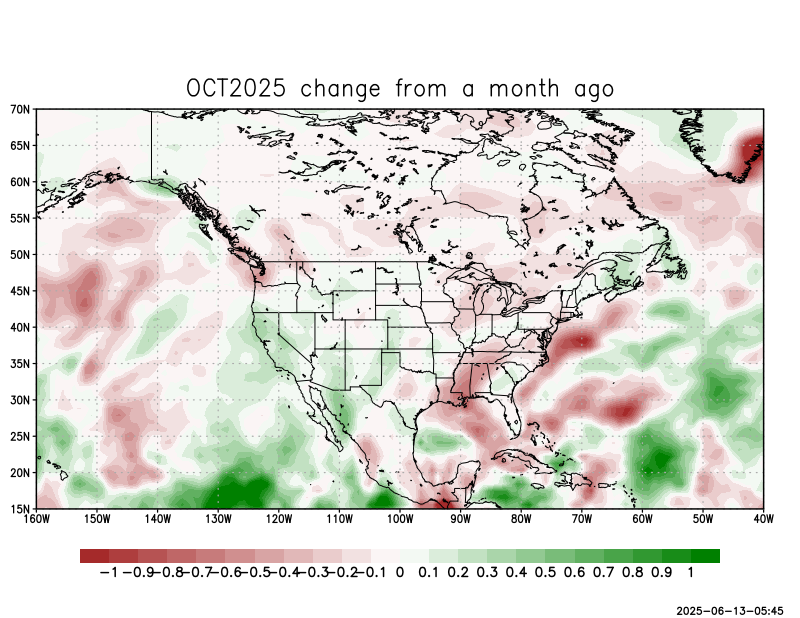 OCT2025 change from a month ago
70N
65N
60N
55N
50N
45N
40N
35N
30N
25N
20N
15N
160W 150W 140W 130W 120W 110W 100W 90W 80W 70W 60W 50W 40W
-1 -0.9 -0.8 -0.7 -0.6 -0.5 -0.4 -0.3 -0.2 -0.1 0 0.1 0.2 0.3 0.4 0.5 0.6 0.7 0.8 0.9 1
2025-06-13-05:45